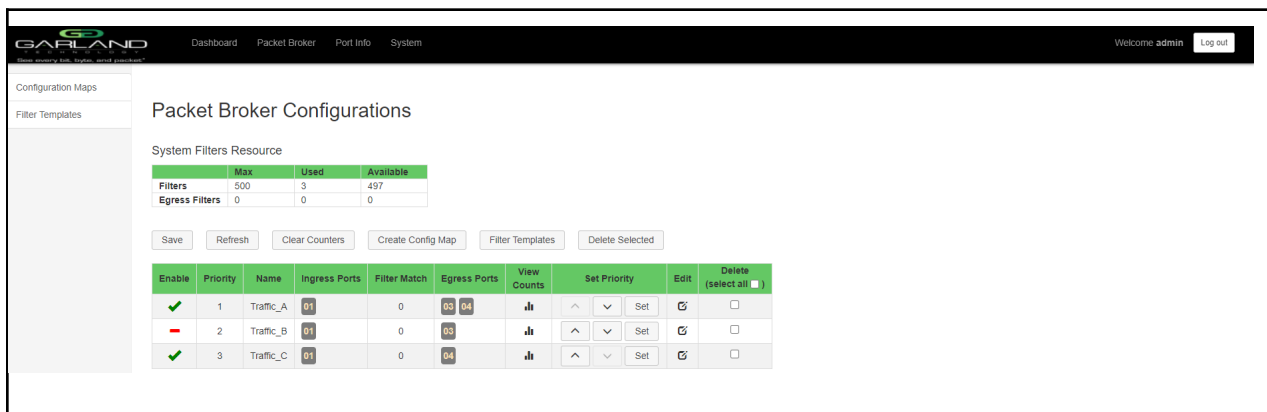 GARLAND
TECHNOLOGY
See every bit, byte, and packet®
Dashboard Packet Broker Port Info System
Welcome admin Log out
Configuration Maps
Filter Templates
Packet Broker Configurations
System Filters Resource
Max Used Available
Filters 500 3 497
Egress Filters 0 0 0
Save Refresh Clear Counters Create Config Map Filter Templates Delete Selected
Enable Priority Name Ingress Ports Filter Match Egress Ports View Counts Set Priority Edit Delete (select all )
1 Traffic_A 01 0 03 04 Set
2 Traffic_B 01 0 03 Set
3 Traffic_C 01 0 04 Set